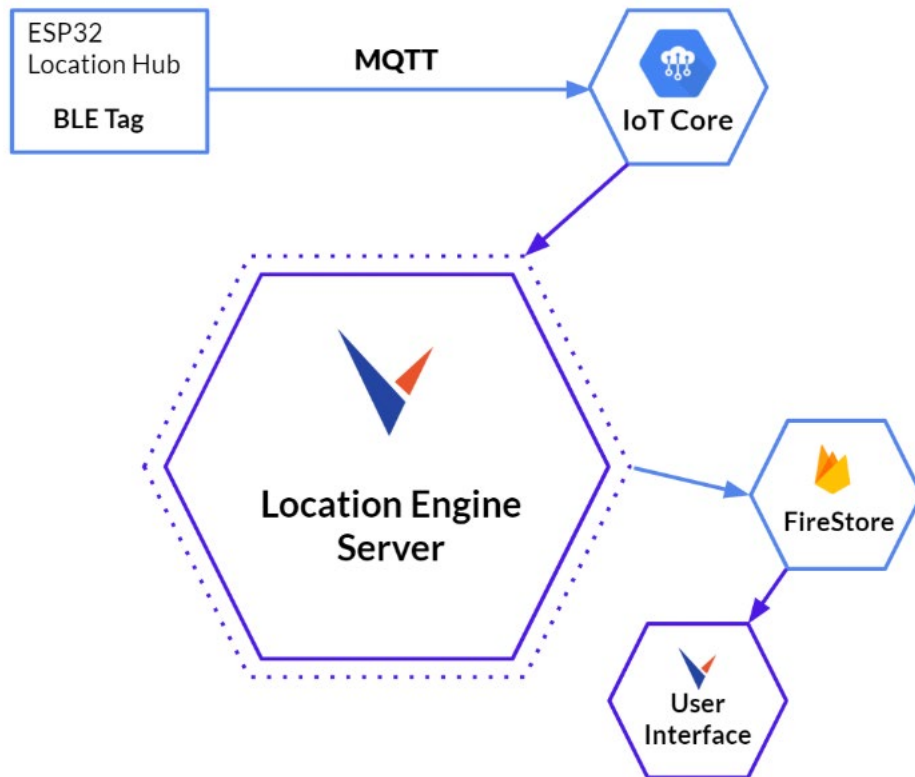 ESP32
Location Hub
BLE Tag
MQTT
IoT Core
Location Engine
Server
FireStore
User
Interface